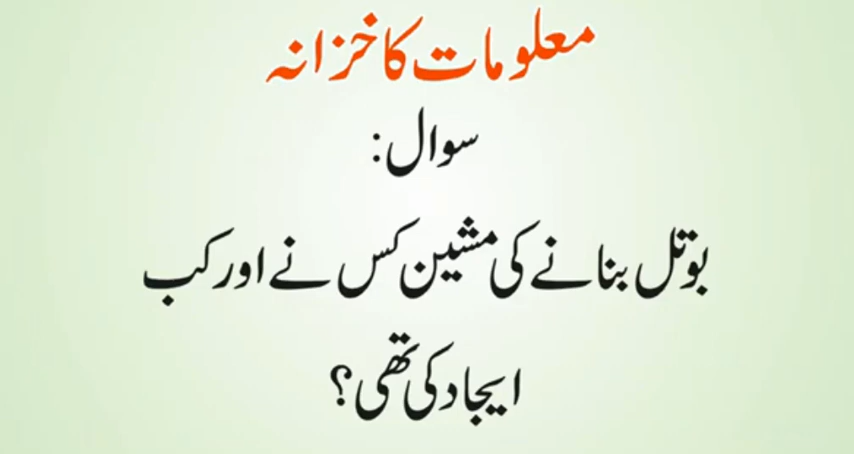 معلومات کا خزانہ
سوال:
بوتل بنانے کی مشین کس نے اور کب
ایجاد کی تھی؟